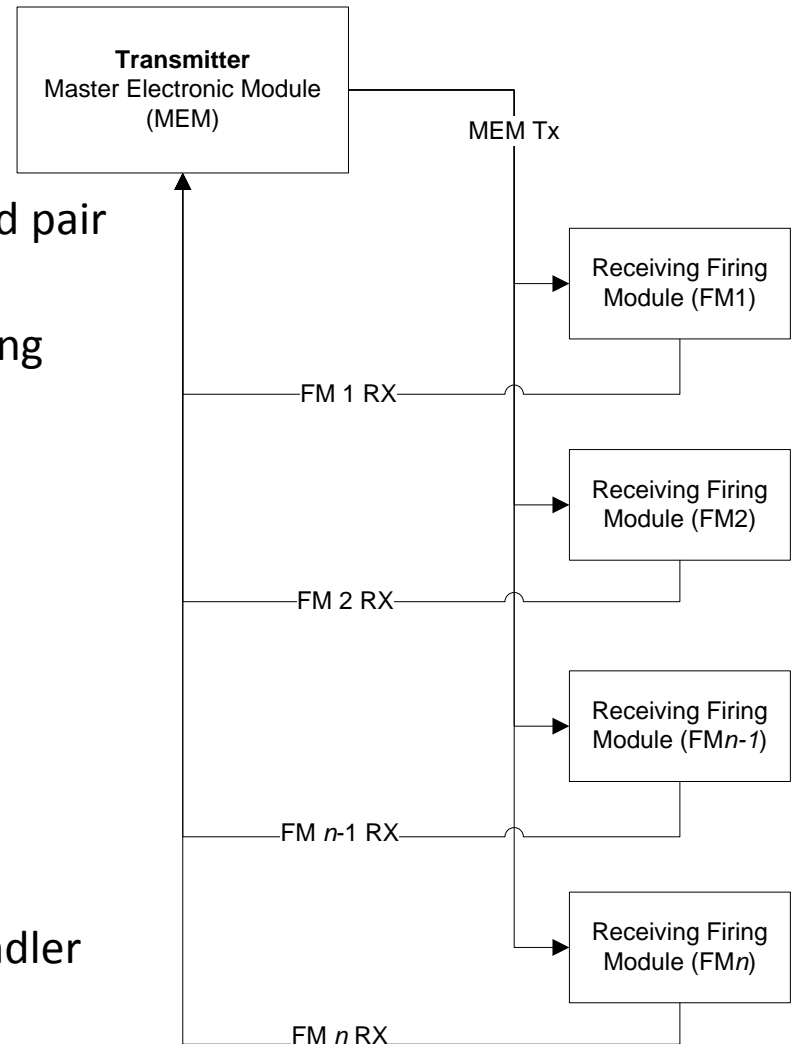 Transmitter
Master Electronic Module
(MEM)
MEM Tx
d pair
Receiving Firing
Module (FM1)
ng
FM 1 RX
Receiving Firing
Module (FM2)
FM 2 RX
Receiving Firing
Module (FMn-1)
FM n-1 RX
dler
Receiving Firing
Module (FMn)
FM n RX